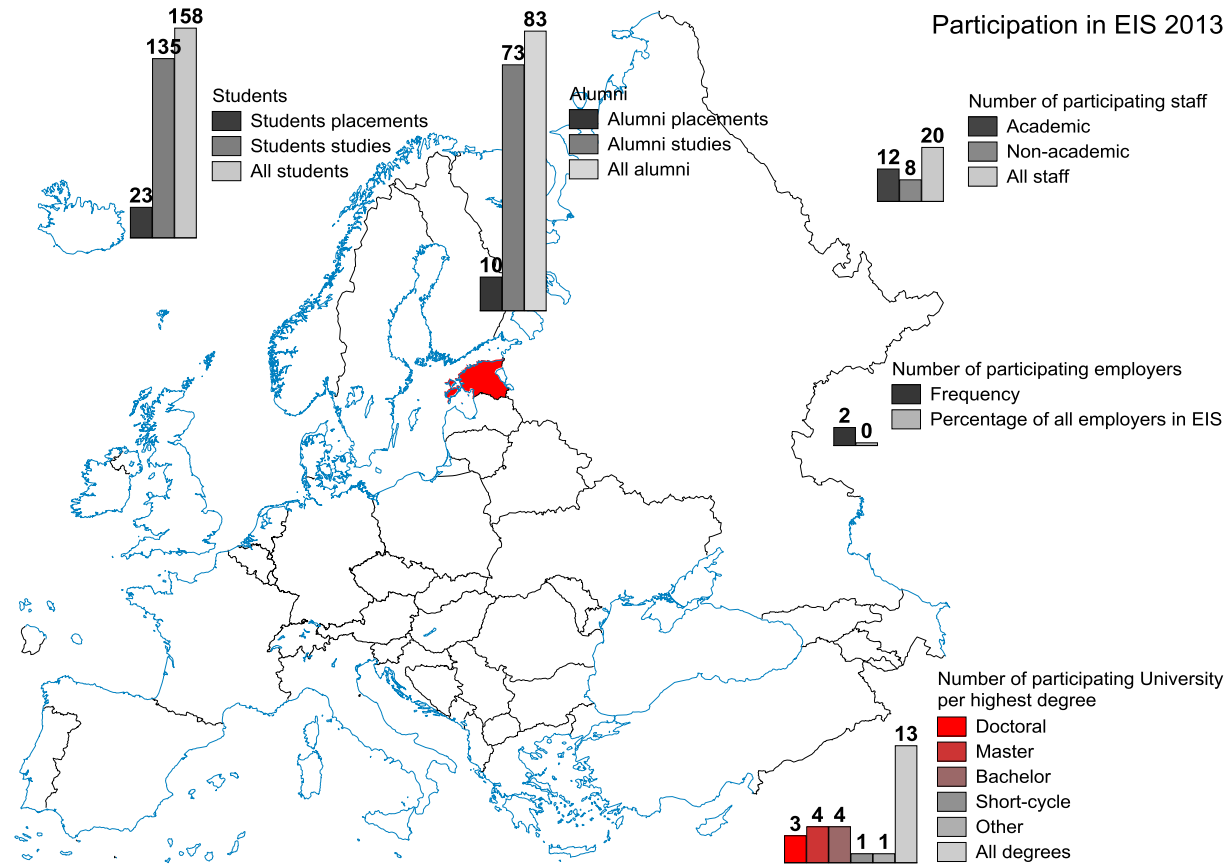 Participation in EIS 2013
158
135
23
Students
Students placements
Students studies
All students
83
73
10
Alumni
Alumni placements
Alumni studies
All alumni
Number of participating staff
Academic
Non-academic
All staff
12
8
20
Number of participating employers
Frequency
Percentage of all employers in EIS
2
0
Number of participating University
per highest degree
Doctoral
Master
Bachelor
Short-cycle
Other
All degrees
3
4
4
1
1
13